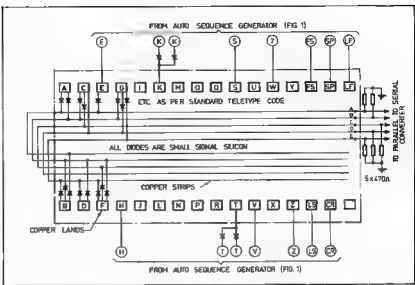 FROM AUTO SEQUENCE GENERATOR (FIG. 1)
E K K S 7 FS SP LF
A C E G I K M O Q S U W Y FS SP LF
ETC. AS PER STANDARD TELETYPE CODE
ALL DIODES ARE SMALL SIGNAL SILICON
TO PARALLEL TO SERIAL
CONVERTER
5 x 470Ω
COPPER STRIPS
B D F H J L N P R T V X Z LS CR
COPPER LANDS
H T T V Z LS CR
FROM AUTO SEQUENCE GENERATOR (FIG. 1)